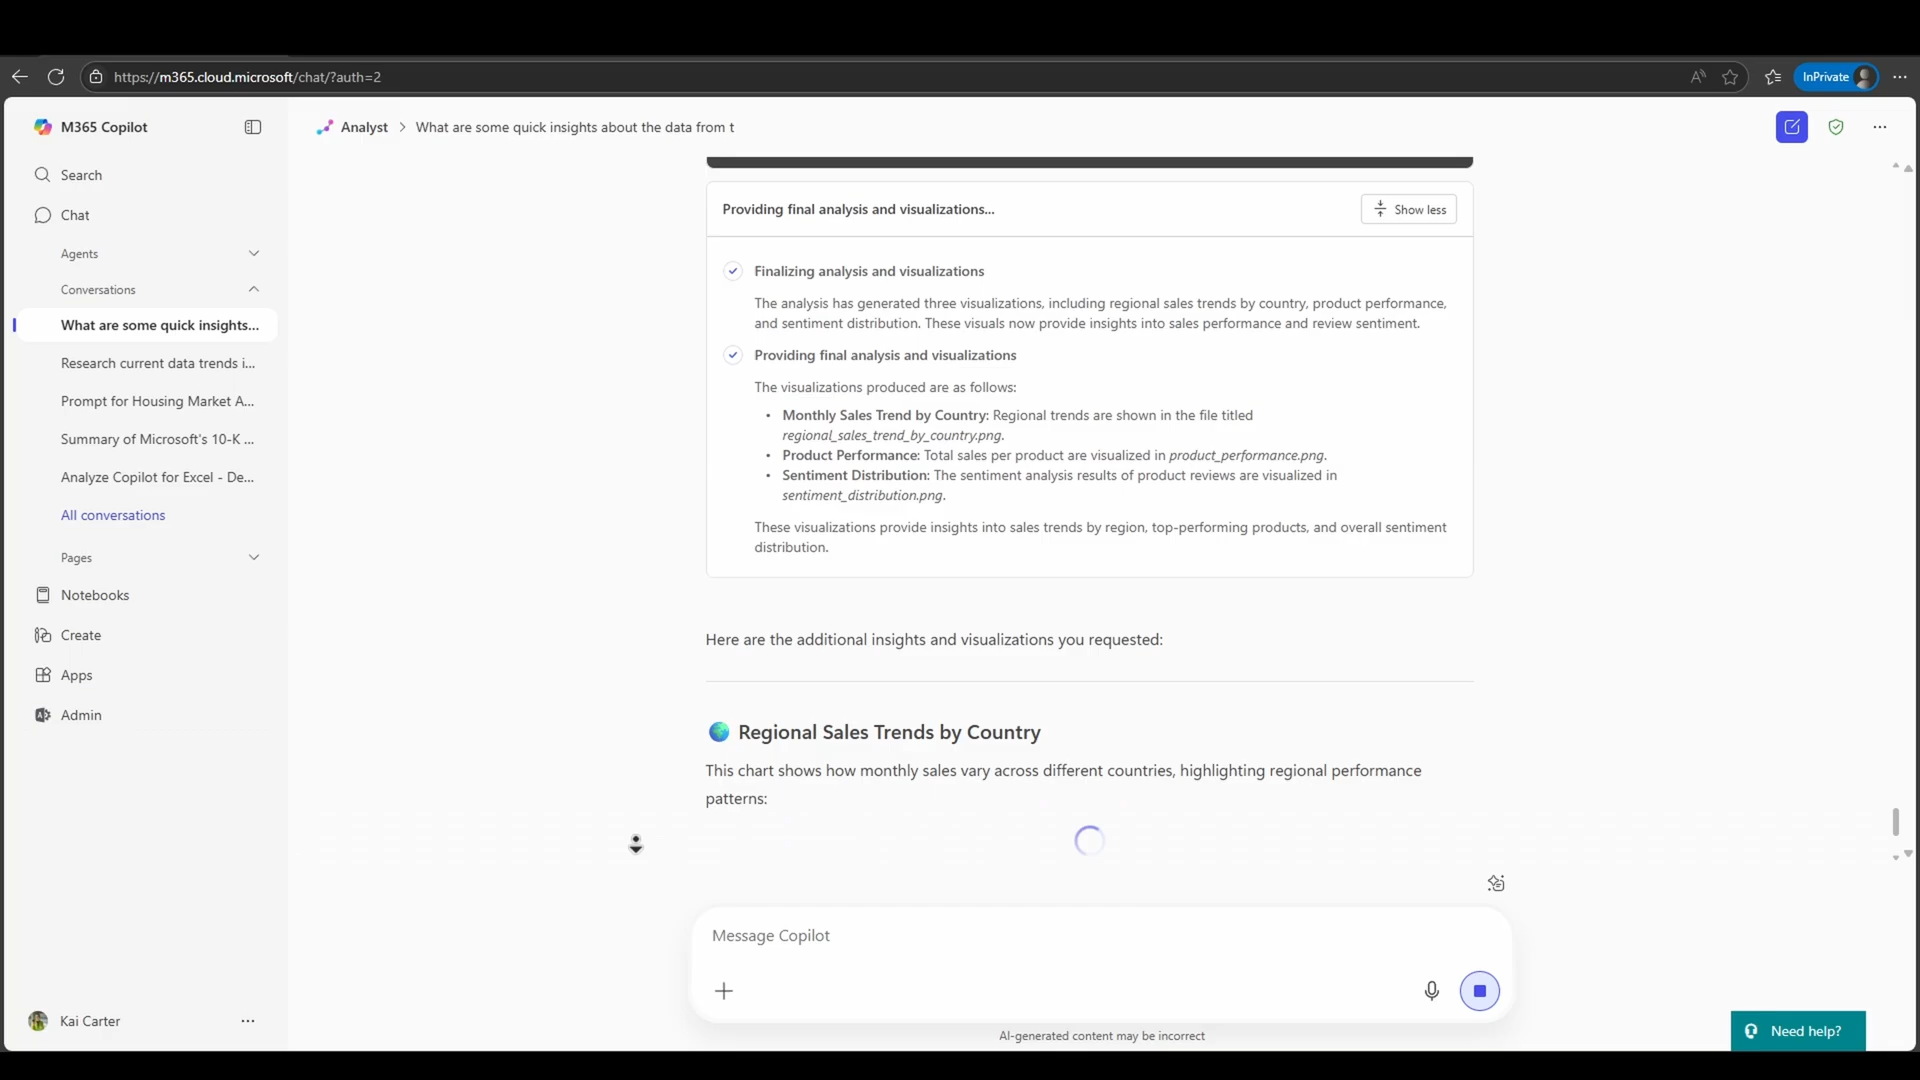 https://m365.cloud.microsoft/chat/?auth=2
InPrivate
M365 Copilot
Search
Chat
Agents
Conversations
What are some quick insights...
Research current data trends i...
Prompt for Housing Market A...
Summary of Microsoft's 10-K ...
Analyze Copilot for Excel - De...
All conversations
Pages
Notebooks
Create
Apps
Admin
Kai Carter
Analyst > What are some quick insights about the data from t
Providing final analysis and visualizations...
Show less
Finalizing analysis and visualizations
The analysis has generated three visualizations, including regional sales trends by country, product performance,
and sentiment distribution. These visuals now provide insights into sales performance and review sentiment.
Providing final analysis and visualizations
The visualizations produced are as follows:
• Monthly Sales Trend by Country: Regional trends are shown in the file titled
regional_sales_trend_by_country.png.
• Product Performance: Total sales per product are visualized in product_performance.png.
• Sentiment Distribution: The sentiment analysis results of product reviews are visualized in
sentiment_distribution.png.
These visualizations provide insights into sales trends by region, top-performing products, and overall sentiment
distribution.
Here are the additional insights and visualizations you requested:
Regional Sales Trends by Country
This chart shows how monthly sales vary across different countries, highlighting regional performance
patterns:
Message Copilot
AI-generated content may be incorrect
Need help?